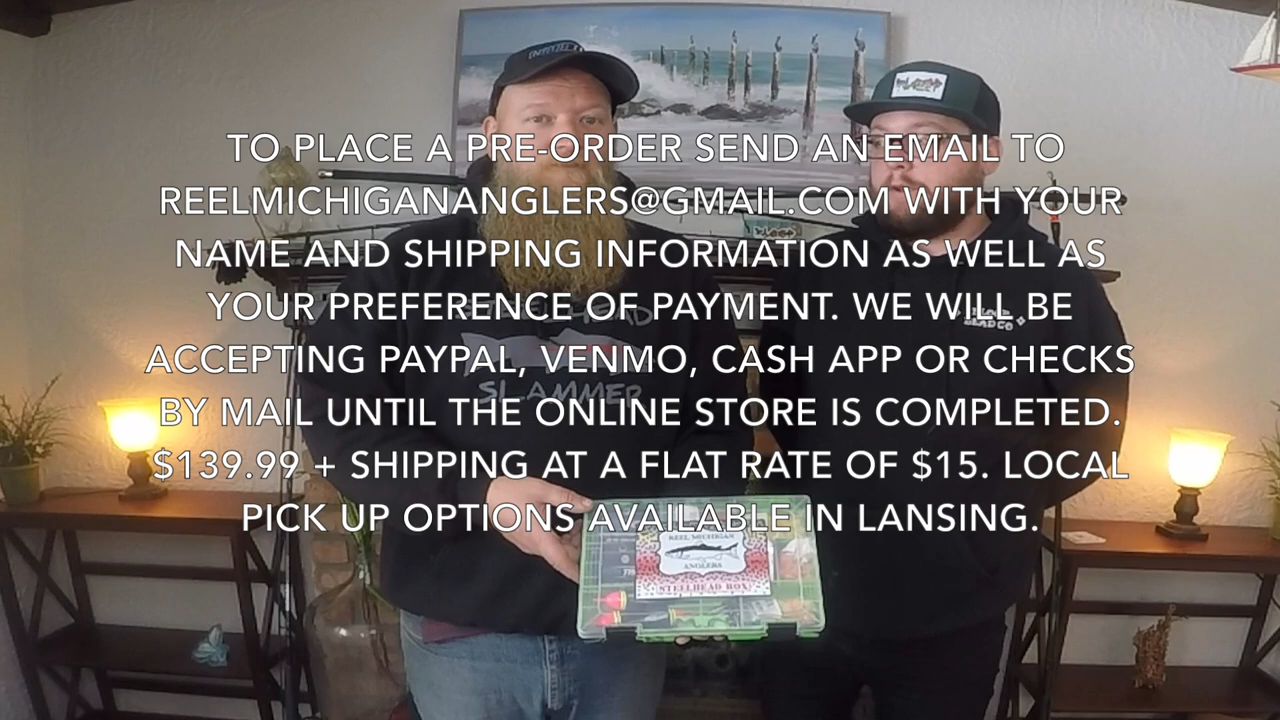 TO PLACE A PRE-ORDER SEND AN EMAIL TO
REELMICHIGANANGLERS@GMAIL.COM WITH YOUR
NAME AND SHIPPING INFORMATION AS WELL AS
YOUR PREFERENCE OF PAYMENT. WE WILL BE
ACCEPTING PAYPAL, VENMO, CASH APP OR CHECKS
BY MAIL UNTIL THE ONLINE STORE IS COMPLETED.
$139.99 + SHIPPING AT A FLAT RATE OF $15. LOCAL
PICK UP OPTIONS AVAILABLE IN LANSING.
STEELHEAD
SLAMMER
REEL MICHIGAN
ANGLERS
STEELHEAD BOX